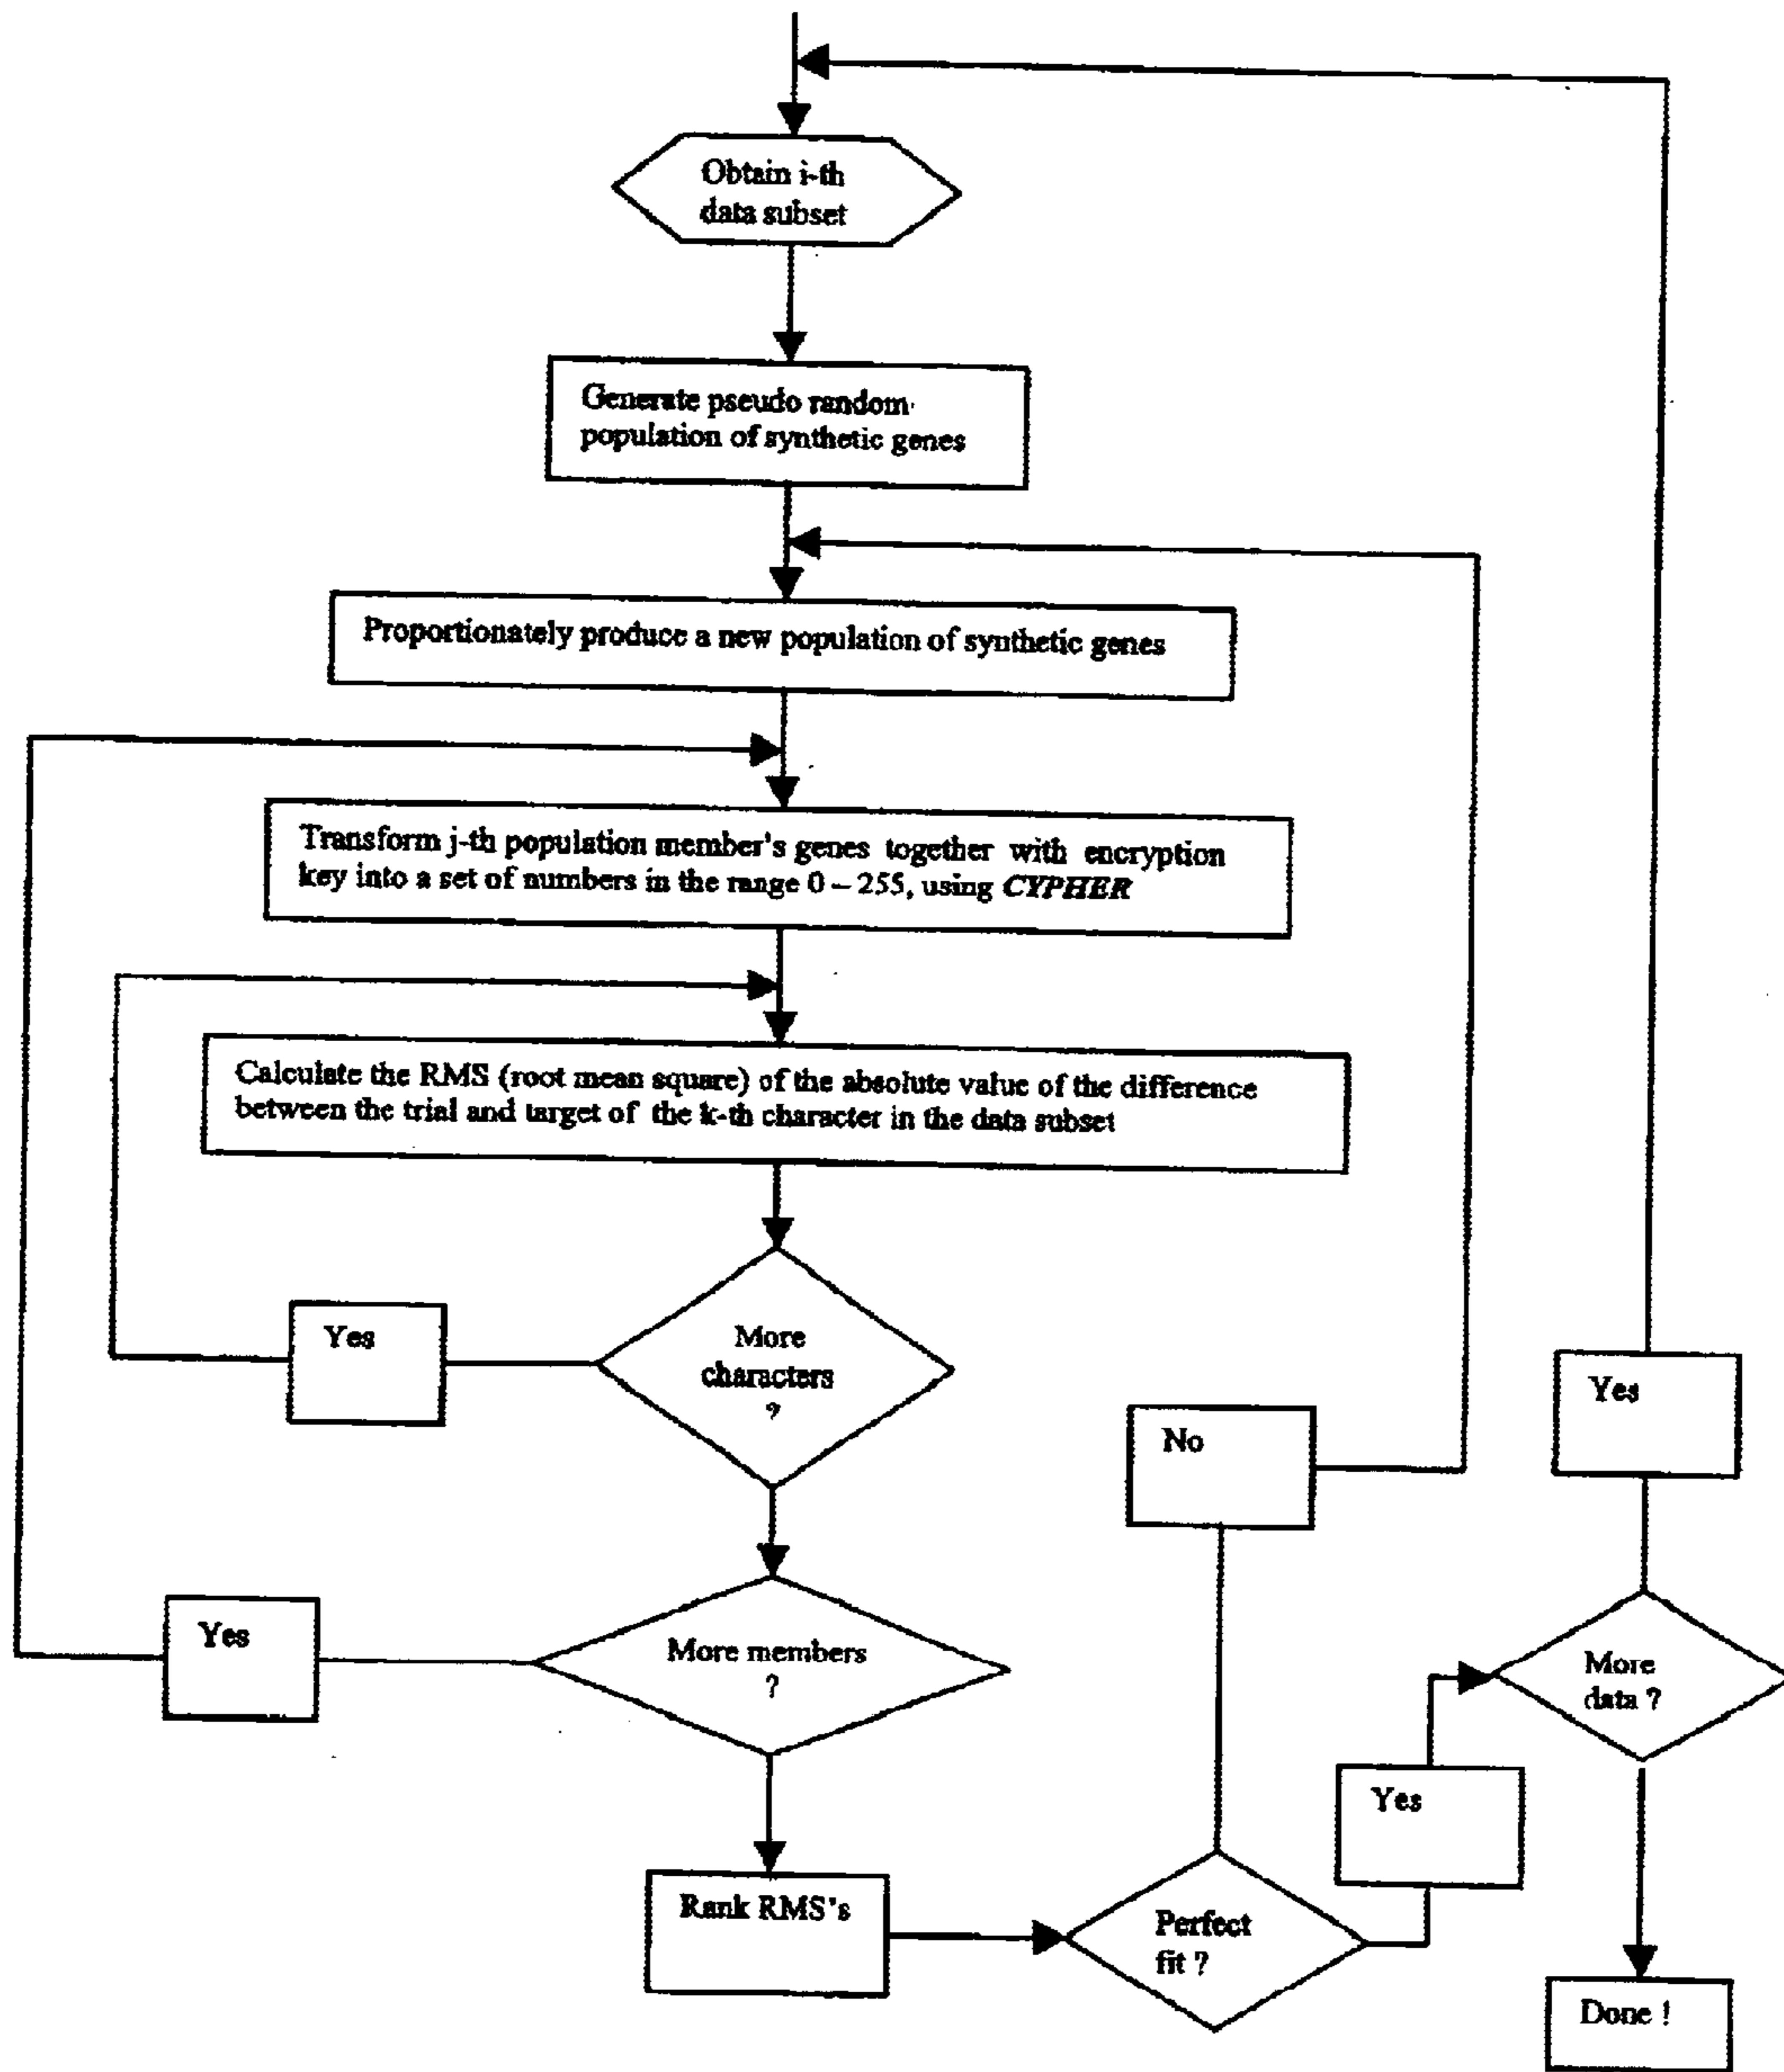 Obtain i-th
data subset
Generate pseudo random
population of synthetic genes
Proportionately produce a new population of synthetic genes
Transform j-th population member's genes together with encryption
key into a set of numbers in the range 0 – 255, using CYPHER
Calculate the RMS (root mean square) of the absolute value of the difference
between the trial and target of the k-th character in the data subset
Yes
More
characters
?
No
Yes
Yes
More members
?
More
data ?
Yes
Rank RMS's
Perfect
fit ?
Done !